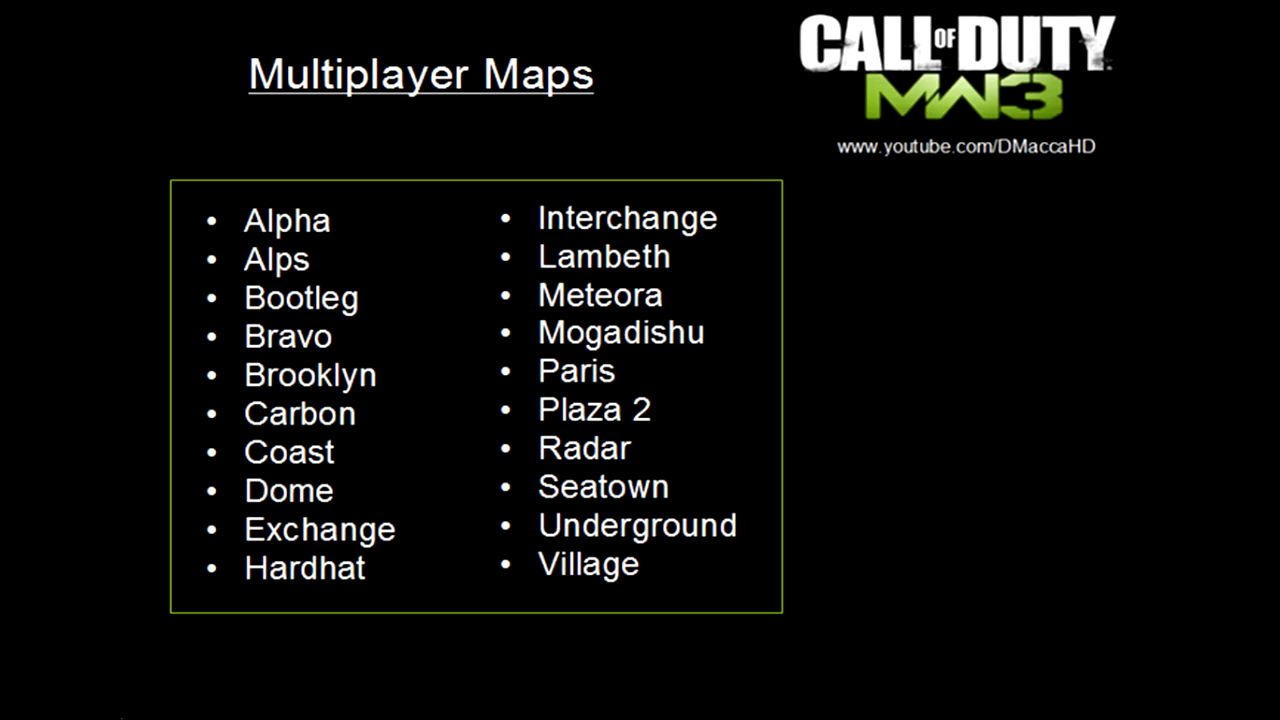 Multiplayer Maps
CALL OF DUTY
MW3
www.youtube.com/DMaccaHD
• Alpha
• Alps
• Bootleg
• Bravo
• Brooklyn
• Carbon
• Coast
• Dome
• Exchange
• Hardhat
• Interchange
• Lambeth
• Meteora
• Mogadishu
• Paris
• Plaza 2
• Radar
• Seatown
• Underground
• Village